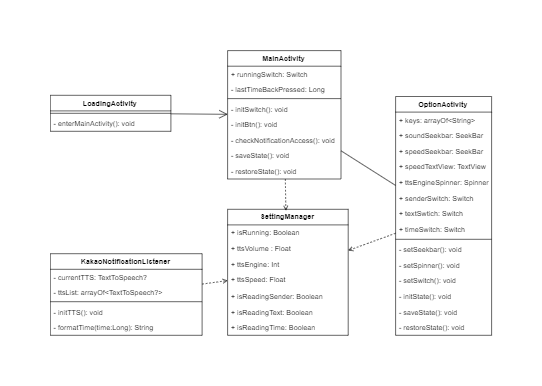 MainActivity
+ runningSwitch: Switch
- lastTimeBackPressed: Long
- initSwitch(): void
- initBtn(): void
- checkNotificationAccess(): void
- saveState(): void
- restoreState(): void
LoadingActivity
- enterMainActivity(): void
OptionActivity
+ keys: arrayOf<String>
+ soundSeekbar: SeekBar
+ speedSeekbar: SeekBar
+ speedTextView: TextView
+ ttsEngineSpinner: Spinner
+ senderSwitch: Switch
+ textSwtich: Switch
+ timeSwitch: Switch
- setSeekbar(): void
- setSpinner(): void
- setSwitch(): void
- initState(): void
- saveState(): void
- restoreState(): void
SettingManager
+ isRunning: Boolean
+ ttsVolume : Float
+ ttsEngine: Int
+ ttsSpeed: Float
+ isReadingSender: Boolean
+ isReadingText: Boolean
+ isReadingTime: Boolean
KakaoNotificationListener
- currentTTS: TextToSpeech?
- ttsList: arrayOf<TextToSpeech?>
- initTTS(): void
- formatTime(time:Long): String